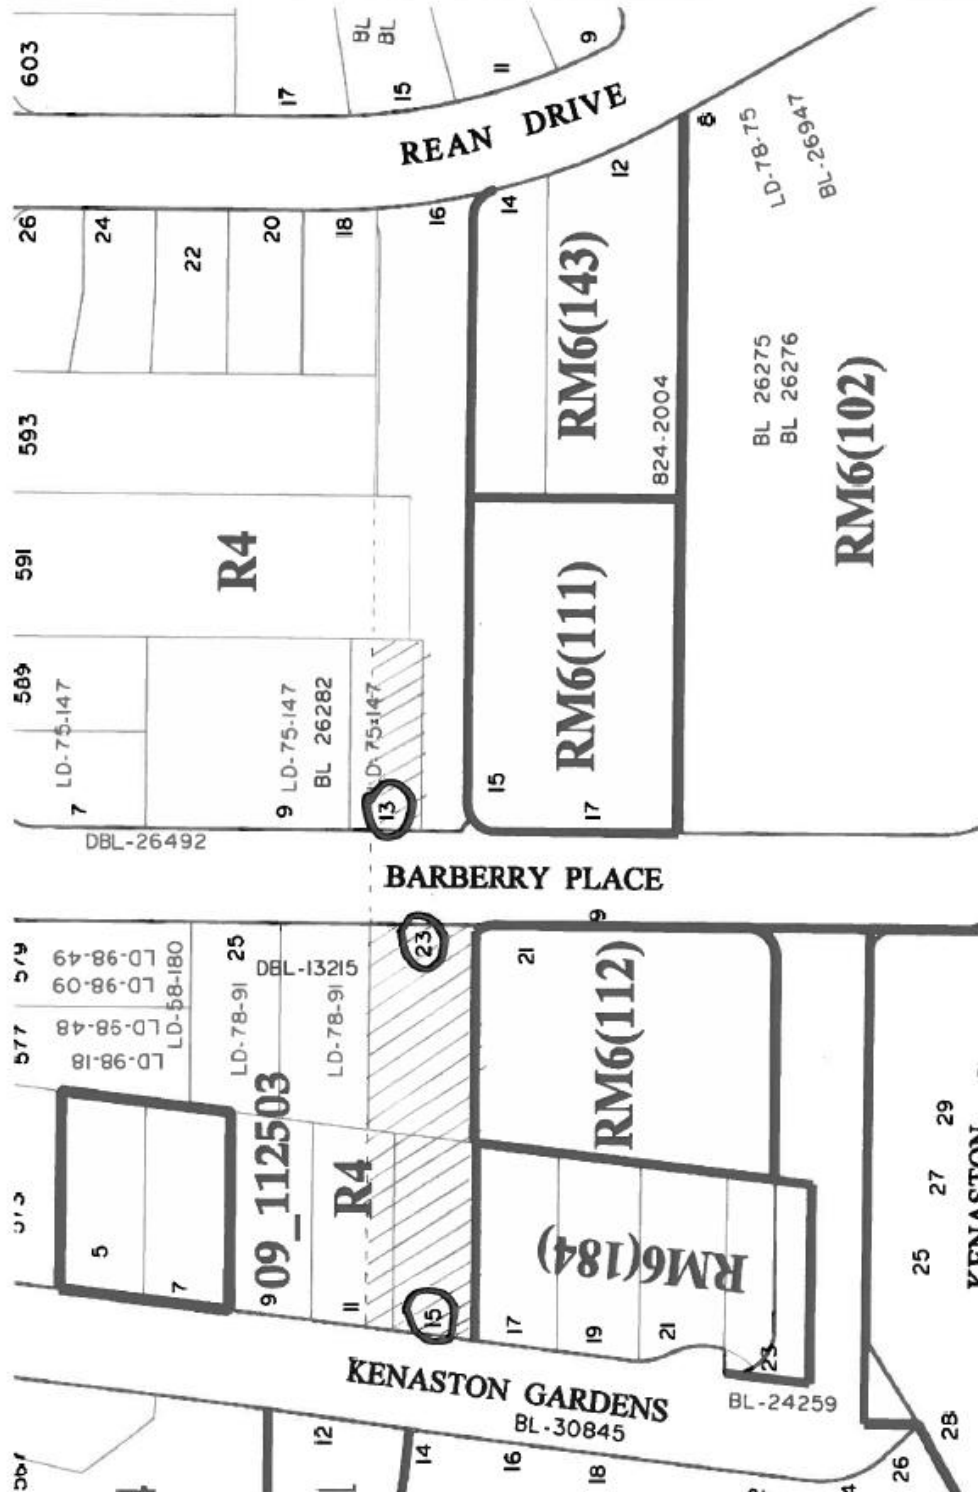 603
17
BL
BL
15
11
9
REAN DRIVE
8
LD-78-75
BL-26947
26
24
22
20
18
16
14
12
RM6(143)
824-2004
BL 26275
BL 26276
RM6(102)
593
591
R4
589
LD-75-147
7
LD-75-147
BL 26282
9
LD-75-147
13
15
RM6(111)
17
DBL-26492
BARBERRY PLACE
579
LD-98-49
LD-98-09
577
LD-98-48
LD-98-18
LD-58-180
25
DBL-13215
LD-78-91
LD-78-91
23
21
9
RM6(112)
573
5
7
09_112503
9
R4
11
15
RM6(184)
17
19
21
23
29
27
25
KENASTON
KENASTON GARDENS
BL-30845
BL-24259
12
14
16
18
26
28